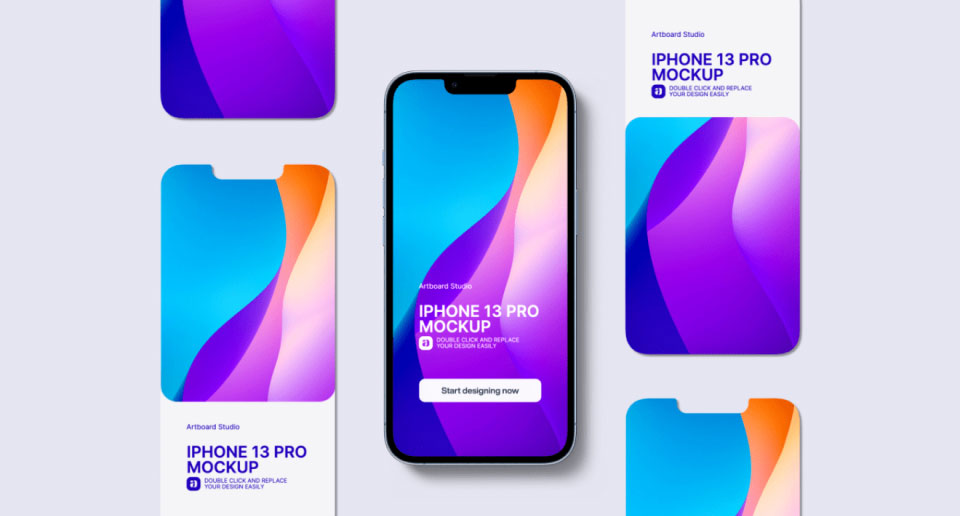 Artboard Studio
IPHONE 13 PRO
MOCKUP
DOUBLE CLICK AND REPLACE
YOUR DESIGN EASILY
Artboard Studio
IPHONE 13 PRO
MOCKUP
a
DOUBLE CLICK AND REPLACE
YOUR DESIGN EASILY
Start designing now
Artboard Studio
IPHONE 13 PRO
MOCKUP
DOUBLE CLICK AND REPLACE
YOUR DESIGN EASILY